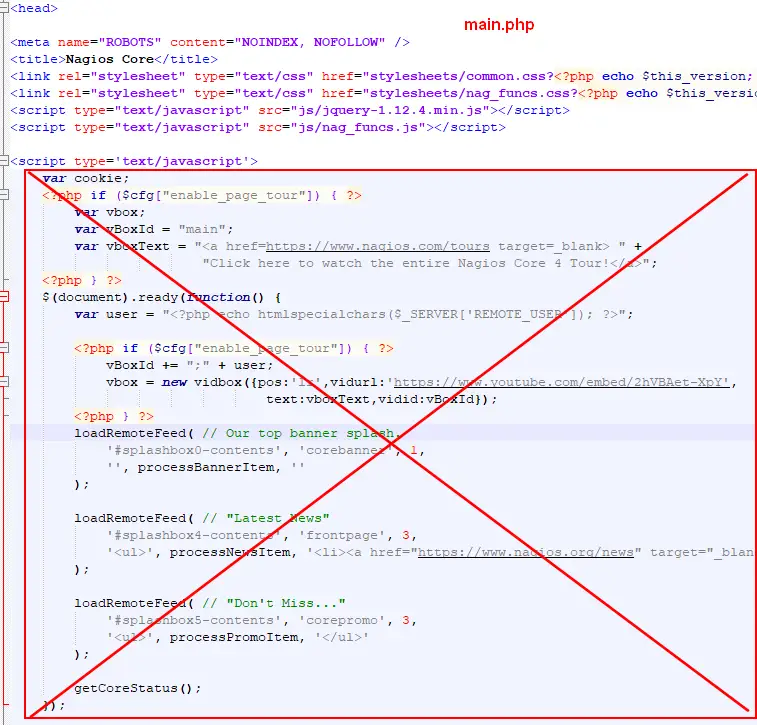 <head>
main.php
<meta name="ROBOTS" content="NOINDEX, NOFOLLOW" />
<title>Nagios Core</title>
<link rel="stylesheet" type="text/css" href="stylesheets/common.css?<?php echo $this_version;
<link rel="stylesheet" type="text/css" href="stylesheets/nag_funcs.css?<?php echo $this_versio
<script type="text/javascript" src="js/jquery-1.12.4.min.js"></script>
<script type="text/javascript" src="js/nag_funcs.js"></script>
<script type='text/javascript'>
var cookie;
<?php if ($cfg["enable_page_tour"]) { ?>
var vbox;
var vBoxId = "main";
var vboxText = "<a href=https://www.nagios.com/tours target=_blank> " +
"Click here to watch the entire Nagios Core 4 Tour!</a>";
<?php } ?>
$(document).ready(function() {
var user = "<?php echo htmlspecialchars($_SERVER['REMOTE_USER']); ?>";
<?php if ($cfg["enable_page_tour"]) { ?>
vBoxId += ";" + user;
vbox = new vidbox({pos:'lr',vidurl:'https://www.youtube.com/embed/2hVBAet-XpY',
text:vboxText,vidid:vBoxId});
<?php } ?>
loadRemoteFeed( // Our top banner splash.
'#splashbox0-contents', 'corebanner', 1,
'', processBannerItem, ''
);
loadRemoteFeed( // "Latest News"
'#splashbox4-contents', 'frontpage', 3,
'<ul>', processNewsItem, '<li><a href="https://www.nagios.org/news" target="_blan
);
loadRemoteFeed( // "Don't Miss..."
'#splashbox5-contents', 'corepromo', 3,
'<ul>', processPromoItem, '</ul>'
);
getCoreStatus();
});